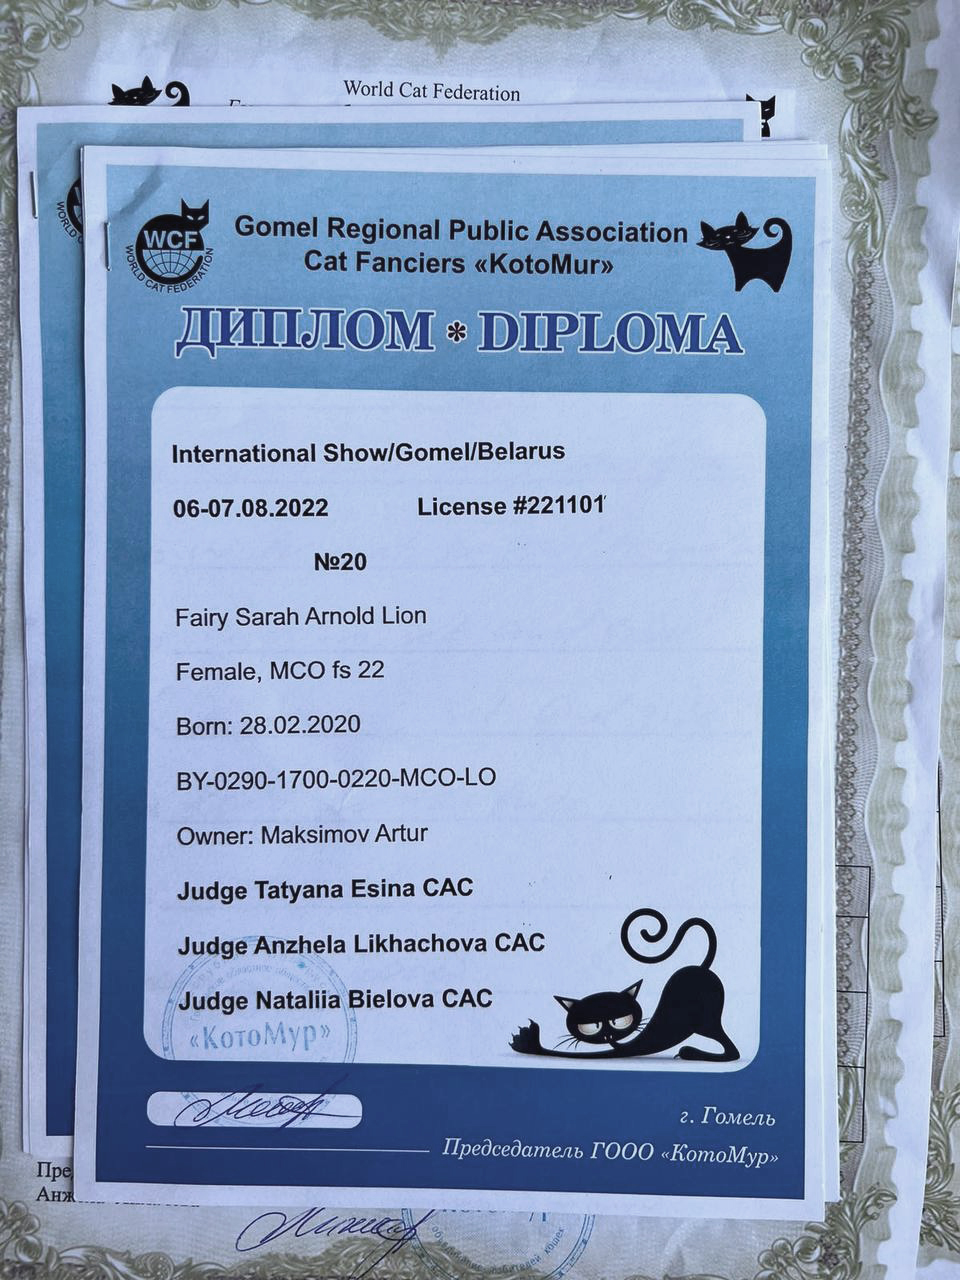 World Cat Federation
WCF
WORLD CAT FEDERATION
Gomel Regional Public Association
Cat Fanciers «KotoMur»
ДИПЛОМ * DIPLOMA
International Show/Gomel/Belarus
06-07.08.2022 License #221101
№20
Fairy Sarah Arnold Lion
Female, MCO fs 22
Born: 28.02.2020
BY-0290-1700-0220-MCO-LO
Owner: Maksimov Artur
Judge Tatyana Esina CAC
Judge Anzhela Likhachova CAC
Judge Nataliia Bielova CAC
«КотоМур»
г. Гомель
Председатель ГООО «КотоМур»